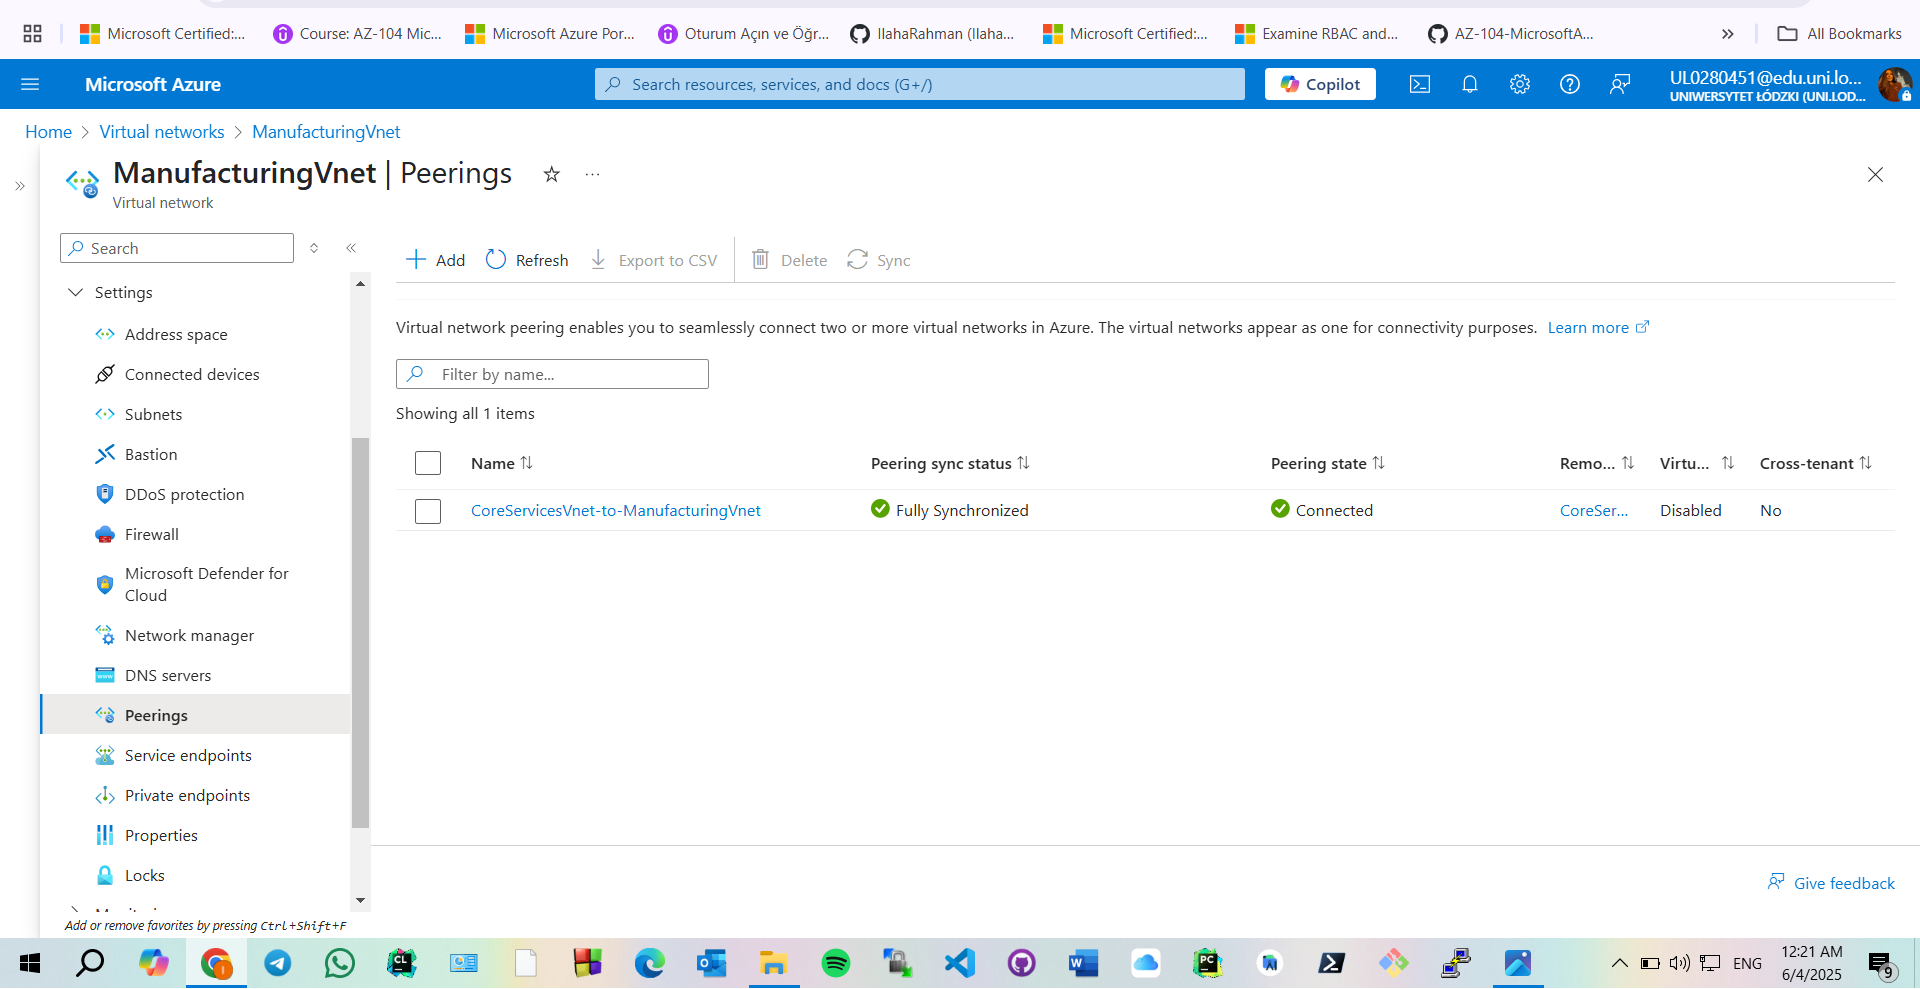 Microsoft Certified:...
Course: AZ-104 Mic...
Microsoft Azure Por...
Oturum Açın ve Öğr...
IlahaRahman (Ilaha...
Microsoft Certified:...
Examine RBAC and...
AZ-104-MicrosoftA...
All Bookmarks
Microsoft Azure
Search resources, services, and docs (G+/)
Copilot
UL0280451@edu.uni.lo...
UNIWERSYTET ŁÓDZKI (UNI.LOD...
Home > Virtual networks > ManufacturingVnet
ManufacturingVnet | Peerings
Virtual network
Search
Settings
Address space
Connected devices
Subnets
Bastion
DDoS protection
Firewall
Microsoft Defender for
Cloud
Network manager
DNS servers
Peerings
Service endpoints
Private endpoints
Properties
Locks
Add or remove favorites by pressing Ctrl+Shift+F
Add
Refresh
Export to CSV
Delete
Sync
Virtual network peering enables you to seamlessly connect two or more virtual networks in Azure. The virtual networks appear as one for connectivity purposes. Learn more
Filter by name...
Showing all 1 items
Name Peering sync status Peering state Remo... Virtu... Cross-tenant
CoreServicesVnet-to-ManufacturingVnet Fully Synchronized Connected CoreSer... Disabled No
Give feedback
ENG
12:21 AM
6/4/2025
9